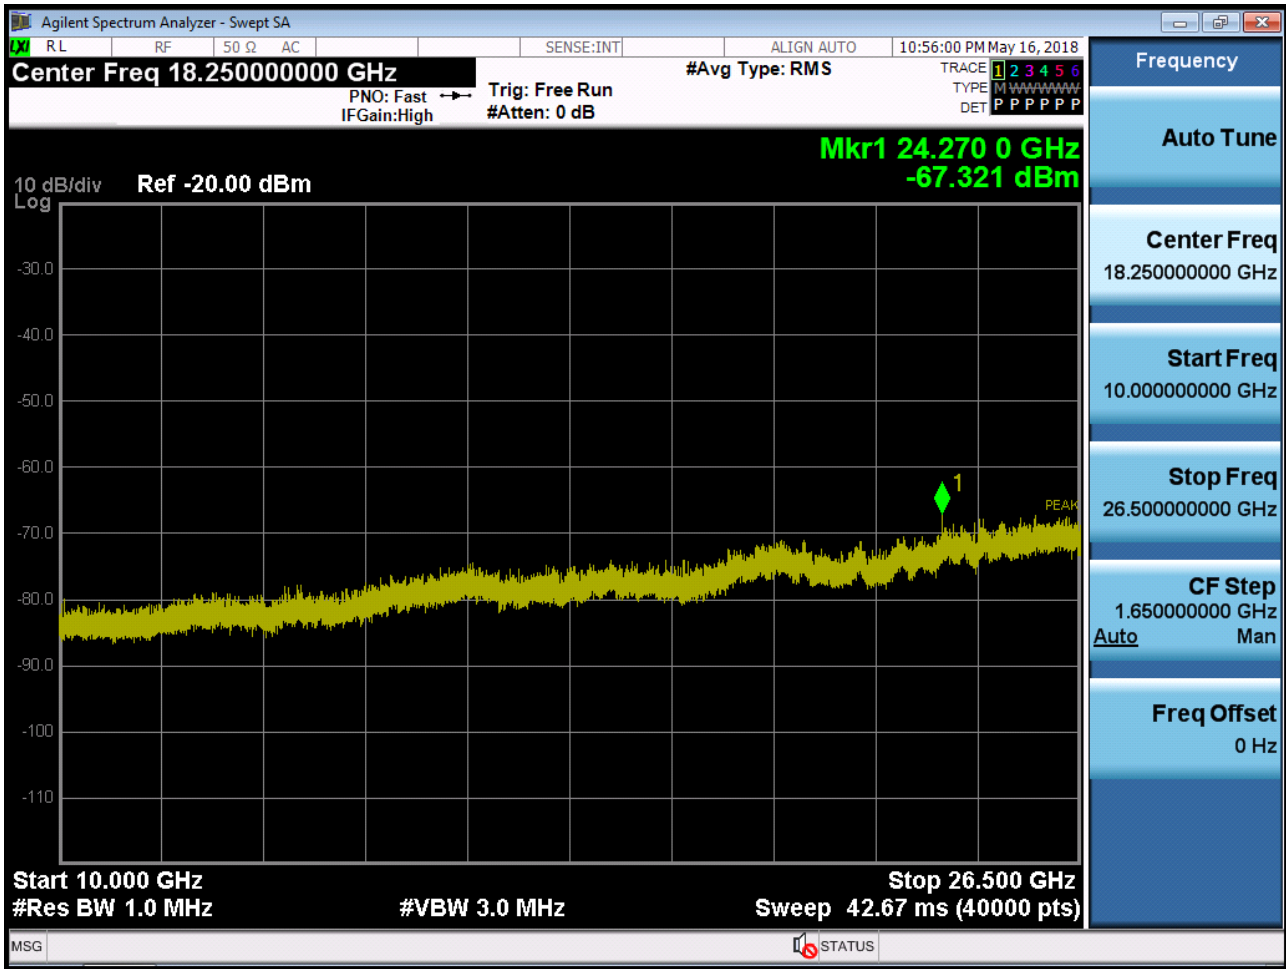 Agilent Spectrum Analyzer - Swept SA
LXI RL RF 50 Ω AC SENSE:INT ALIGN AUTO 10:56:00 PM May 16, 2018
Center Freq 18.250000000 GHz
PNO: Fast
IFGain:High
Trig: Free Run
#Atten: 0 dB
#Avg Type: RMS
TRACE 1 2 3 4 5 6
TYPE M WWWWW
DET P P P P P P
Mkr1 24.270 0 GHz
-67.321 dBm
10 dB/div
Log
Ref -20.00 dBm
-30.0
-40.0
-50.0
-60.0
-70.0
-80.0
-90.0
-100
-110
1
PEAK
Start 10.000 GHz
Stop 26.500 GHz
#Res BW 1.0 MHz
#VBW 3.0 MHz
Sweep 42.67 ms (40000 pts)
MSG
STATUS
Frequency
Auto Tune
Center Freq
18.250000000 GHz
Start Freq
10.000000000 GHz
Stop Freq
26.500000000 GHz
CF Step
1.650000000 GHz
Auto Man
Freq Offset
0 Hz